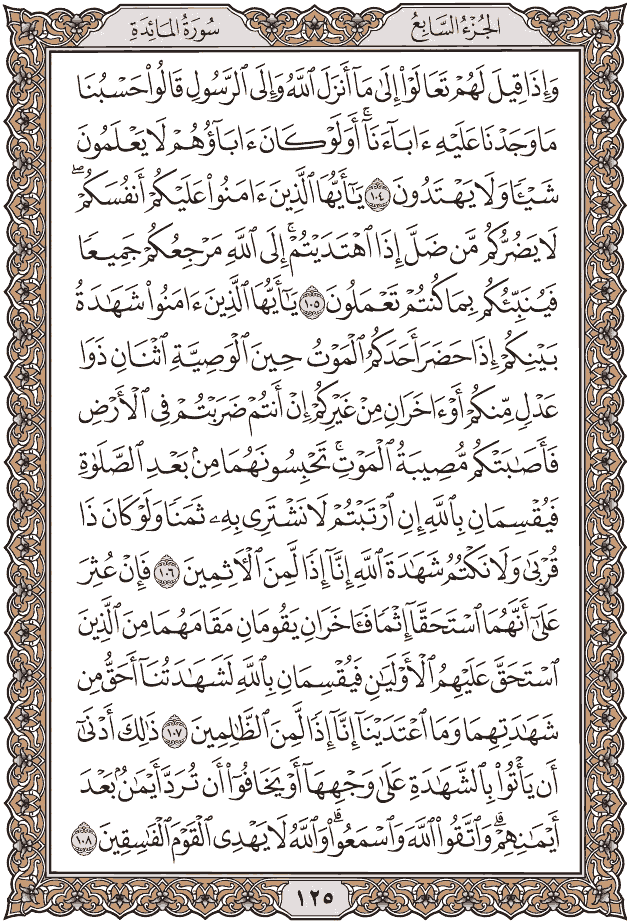 الجُزْءُ السَّابِعُ
سُورَةُ المَائِدَةِ
وَإِذَا قِيلَ لَهُمْ تَعَالَوْاْ إِلَىٰ مَآ أَنزَلَ ٱللَّهُ وَإِلَى ٱلرَّسُولِ قَالُواْ حَسْبُنَا
مَا وَجَدْنَا عَلَيْهِ ءَابَآءَنَآۚ أَوَلَوْ كَانَ ءَابَآؤُهُمْ لَا يَعْلَمُونَ
شَيْـًٔا وَلَا يَهْتَدُونَ ١٠٤ يَـٰٓأَيُّهَا ٱلَّذِينَ ءَامَنُواْ عَلَيْكُمْ أَنفُسَكُمْۖ
لَا يَضُرُّكُم مَّن ضَلَّ إِذَا ٱهْتَدَيْتُمْۚ إِلَى ٱللَّهِ مَرْجِعُكُمْ جَمِيعًا
فَيُنَبِّئُكُم بِمَا كُنتُمْ تَعْمَلُونَ ١٠٥ يَـٰٓأَيُّهَا ٱلَّذِينَ ءَامَنُواْ شَهَـٰدَةُ
بَيْنِكُمْ إِذَا حَضَرَ أَحَدَكُمُ ٱلْمَوْتُ حِينَ ٱلْوَصِيَّةِ ٱثْنَانِ ذَوَا
عَدْلٍ مِّنكُمْ أَوْ ءَاخَرَانِ مِنْ غَيْرِكُمْ إِنْ أَنتُمْ ضَرَبْتُمْ فِى ٱلْأَرْضِ
فَأَصَـٰبَتْكُم مُّصِيبَةُ ٱلْمَوْتِۚ تَحْبِسُونَهُمَا مِنۢ بَعْدِ ٱلصَّلَوٰةِ
فَيُقْسِمَانِ بِٱللَّهِ إِنِ ٱرْتَبْتُمْ لَا نَشْتَرِى بِهِۦ ثَمَنًا وَلَوْ كَانَ ذَا
قُرْبَىٰ وَلَا نَكْتُمُ شَهَـٰدَةَ ٱللَّهِ إِنَّآ إِذًا لَّمِنَ ٱلْـَٔاثِمِينَ ١٠٦ فَإِنْ عُثِرَ
عَلَىٰٓ أَنَّهُمَا ٱسْتَحَقَّآ إِثْمًا فَـَٔاخَرَانِ يَقُومَانِ مَقَامَهُمَا مِنَ ٱلَّذِينَ
ٱسْتَحَقَّ عَلَيْهِمُ ٱلْأَوْلَيَـٰنِ فَيُقْسِمَانِ بِٱللَّهِ لَشَهَـٰدَتُنَآ أَحَقُّ مِن
شَهَـٰدَتِهِمَا وَمَا ٱعْتَدَيْنَآ إِنَّآ إِذًا لَّمِنَ ٱلظَّـٰلِمِينَ ١٠٧ ذَٰلِكَ أَدْنَىٰٓ
أَن يَأْتُواْ بِٱلشَّهَـٰدَةِ عَلَىٰ وَجْهِهَآ أَوْ يَخَافُوٓاْ أَن تُرَدَّ أَيْمَـٰنٌۢ بَعْدَ
أَيْمَـٰنِهِمْۗ وَٱتَّقُواْ ٱللَّهَ وَٱسْمَعُواْۗ وَٱللَّهُ لَا يَهْدِى ٱلْقَوْمَ ٱلْفَـٰسِقِينَ ١٠٨
١٢٥